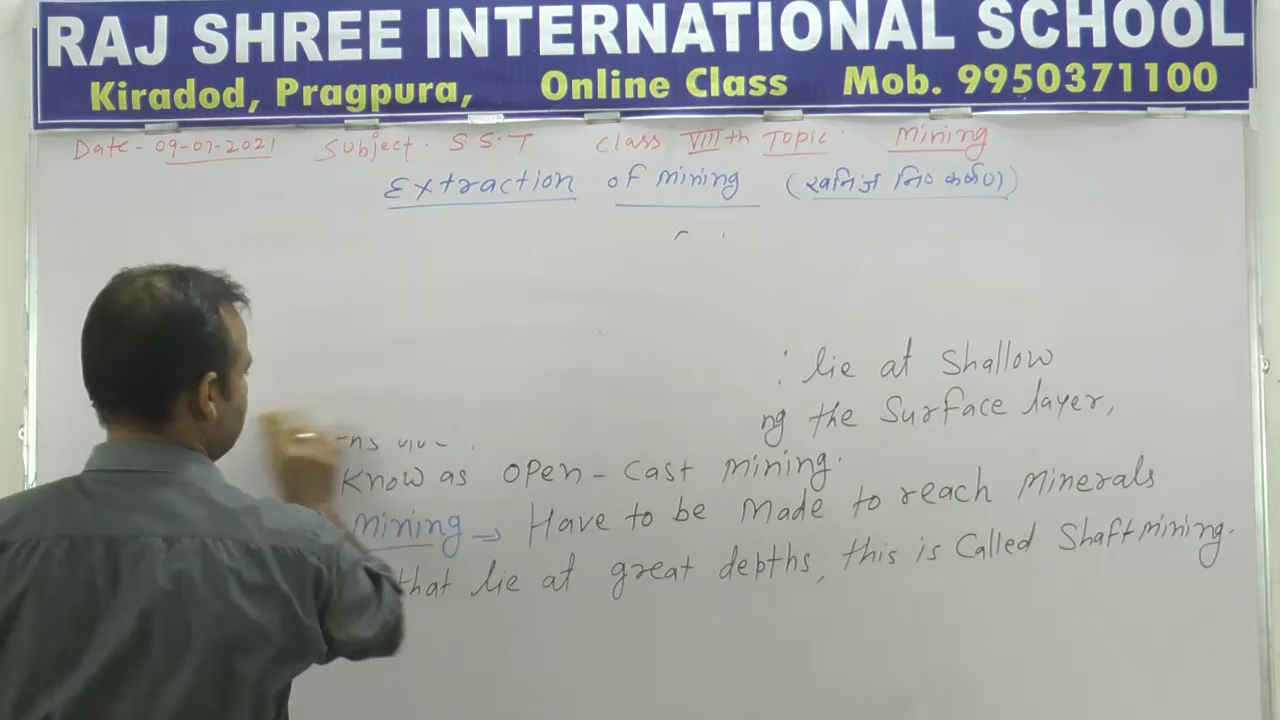 RAJ SHREE INTERNATIONAL SCHOOL
Kiradod, Pragpura, Online Class Mob. 9950371100
Date - 09-07-2021 Subject - S.S.T Class VIIIth Topic - Mining
Extraction of mining (खनिज निष्कर्षण)
lie at Shallow
ng the Surface layer,
Know as open-cast mining.
mining → Have to be Made to reach Minerals
that lie at great depths, this is Called Shaft mining.